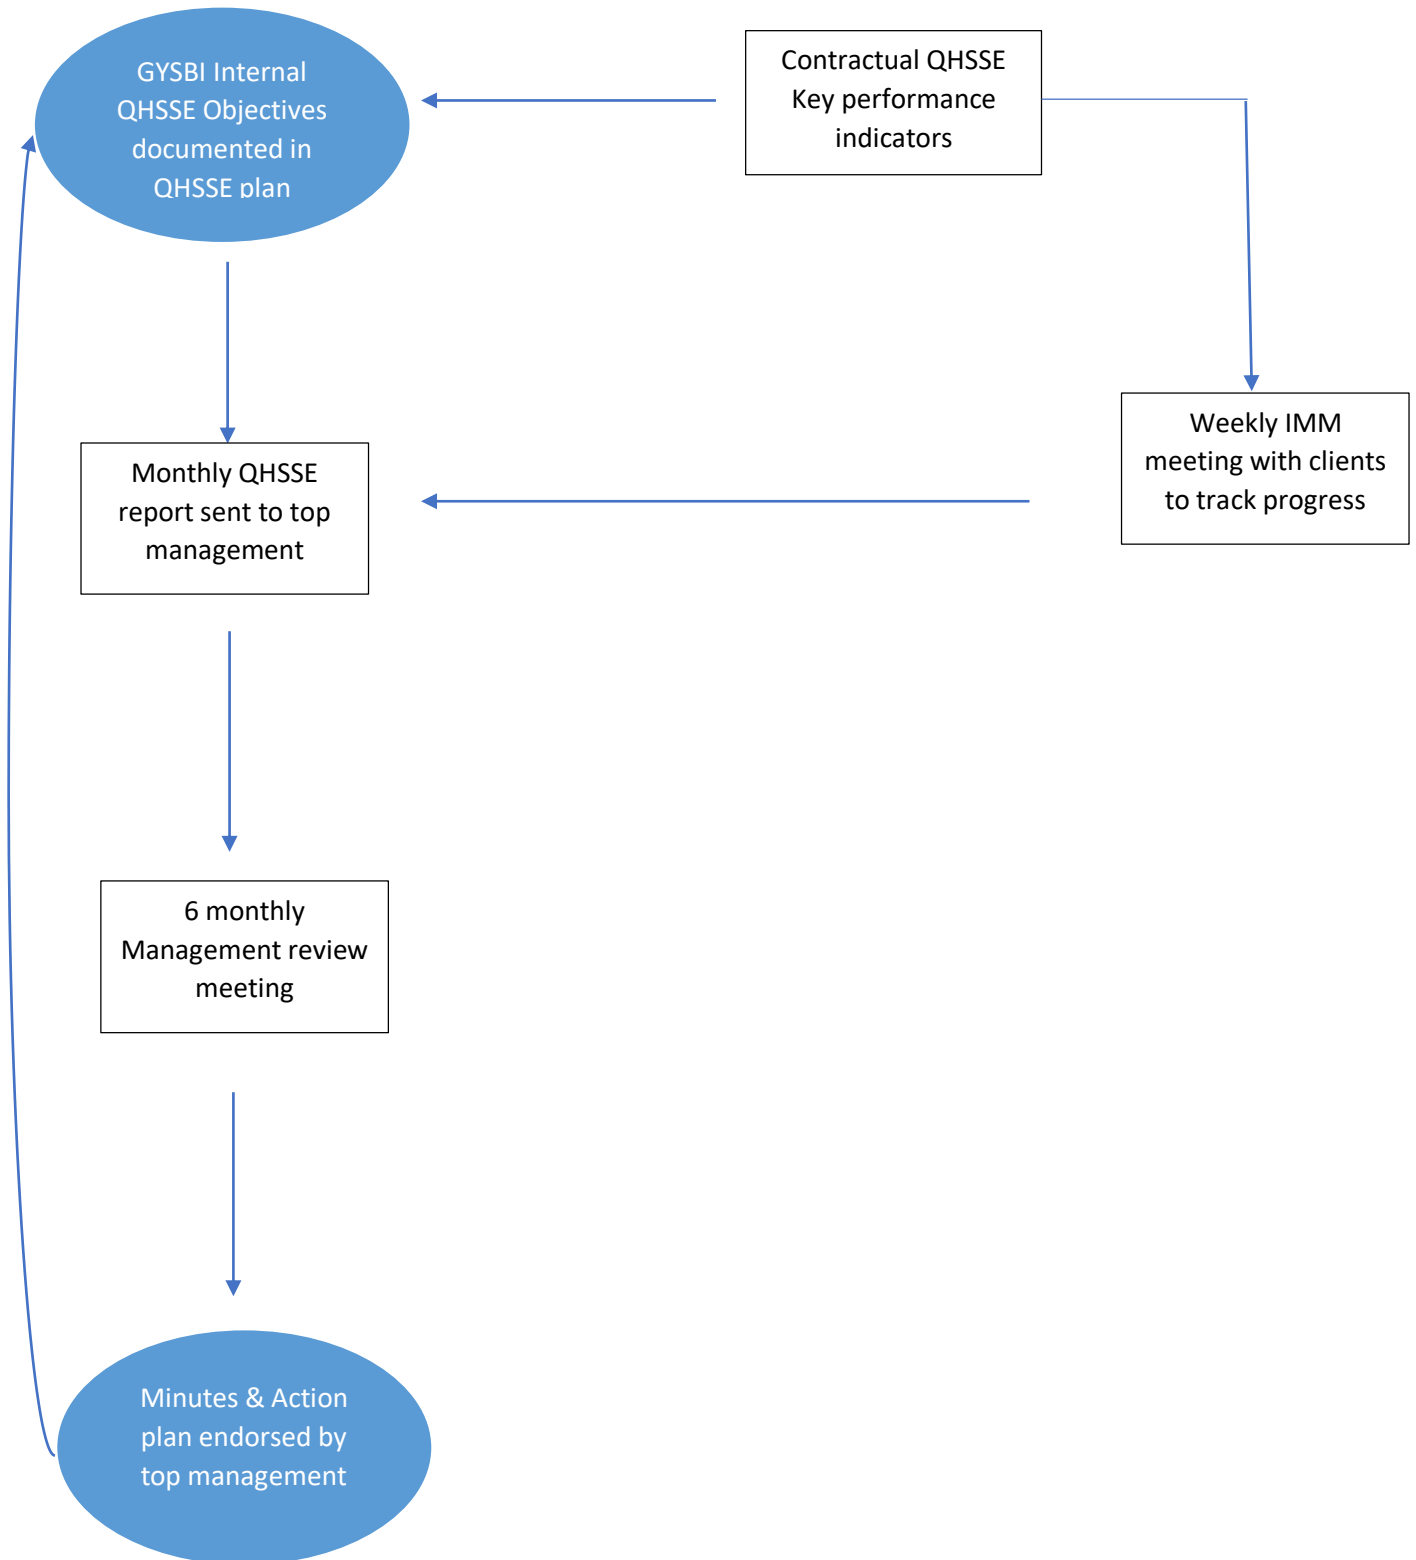 GYSBI Internal
QHSSE Objectives
documented in
QHSSE plan
Contractual QHSSE
Key performance
indicators
Weekly IMM
meeting with clients
to track progress
Monthly QHSSE
report sent to top
management
6 monthly
Management review
meeting
Minutes & Action
plan endorsed by
top management